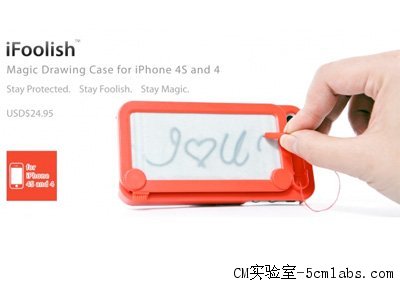 iFoolish™
Magic Drawing Case for iPhone 4S and 4
Stay Protected. Stay Foolish. Stay Magic.
USD$24.95
I♡U
for
iPhone
4S and 4
CM实验室-5cmlabs.com